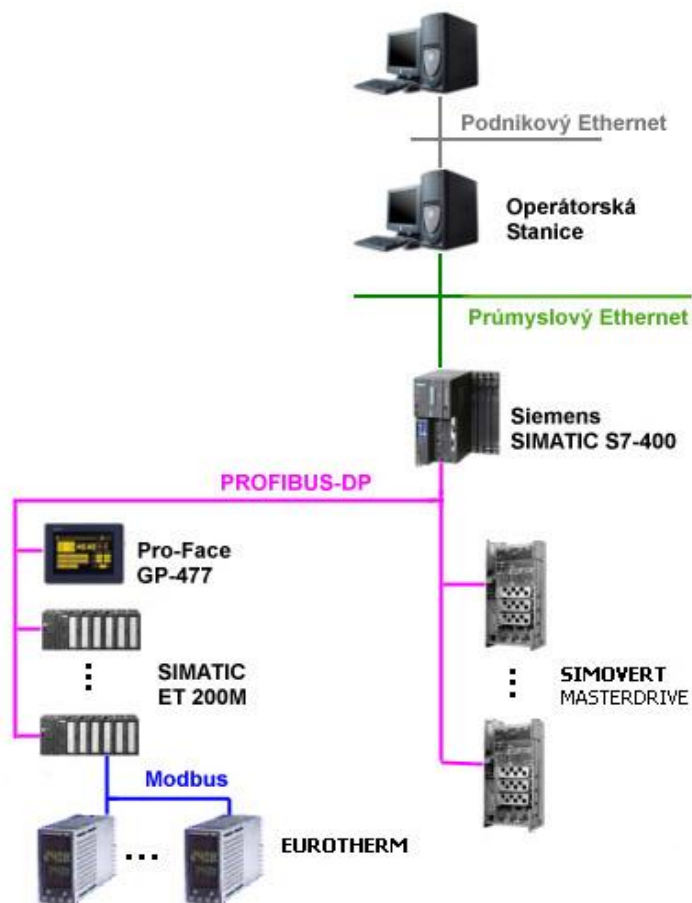 Podnikový Ethernet
Operátorská
Stanice
Průmyslový Ethernet
Siemens
SIMATIC S7-400
PROFIBUS-DP
Pro-Face
GP-477
SIMATIC
ET 200M
SIMOVERT
MASTERDRIVE
Modbus
EUROTHERM